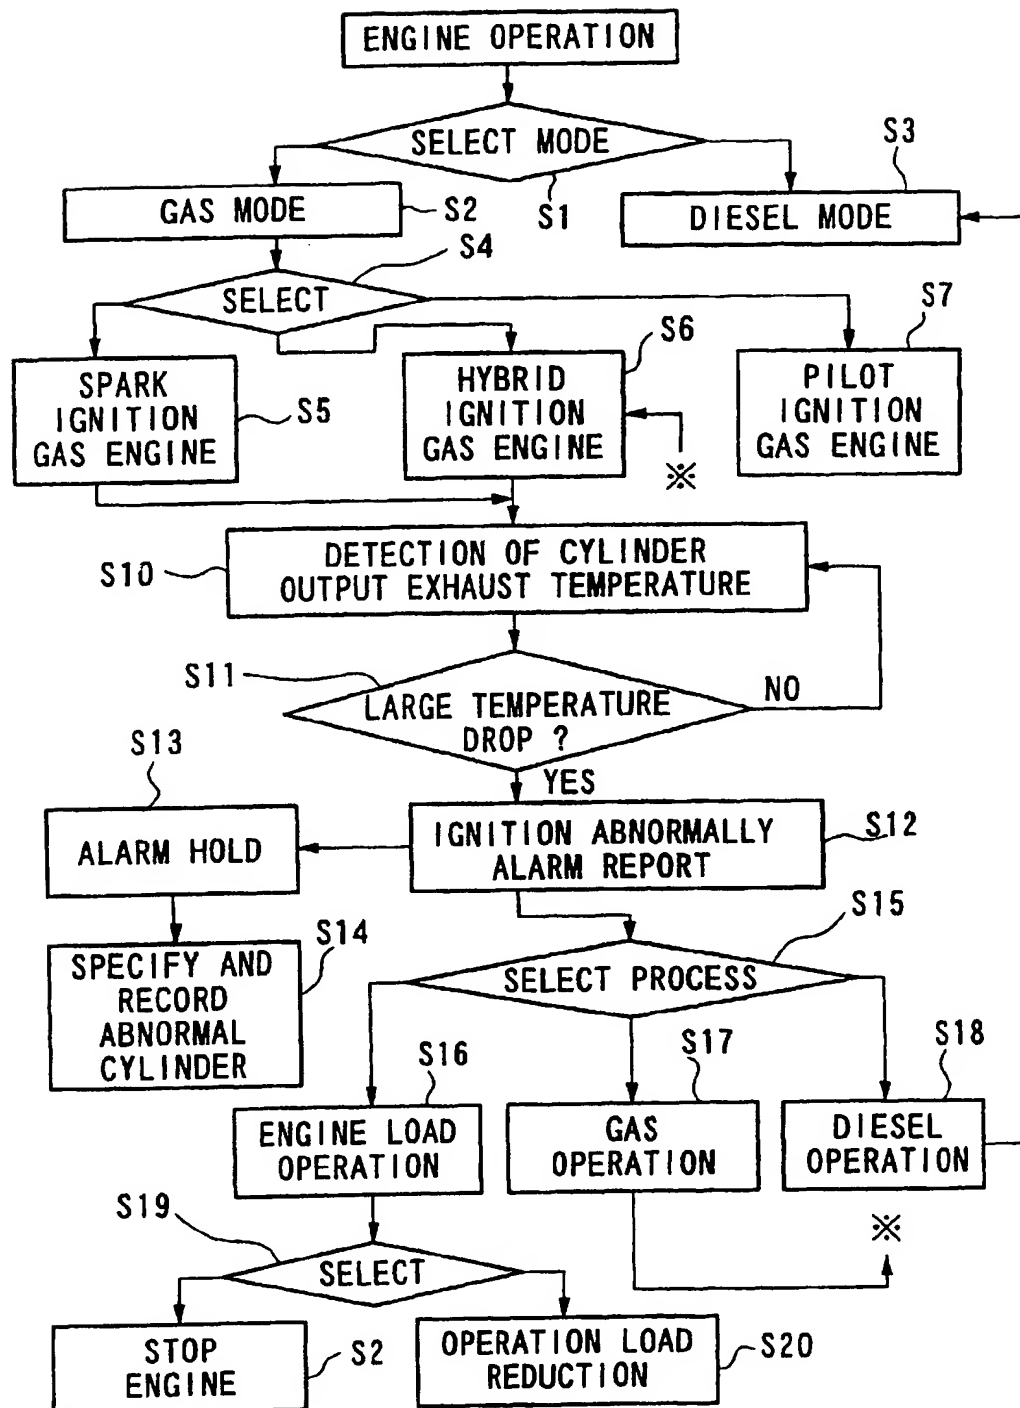 ENGINE OPERATION
SELECT MODE
S3
GAS MODE
S2
S1
DIESEL MODE
S4
SELECT
S6
S7
SPARK
IGNITION
GAS ENGINE
S5
HYBRID
IGNITION
GAS ENGINE
※
PILOT
IGNITION
GAS ENGINE
S10
DETECTION OF CYLINDER
OUTPUT EXHAUST TEMPERATURE
S11
LARGE TEMPERATURE
DROP ?
NO
YES
S13
ALARM HOLD
IGNITION ABNORMALLY
ALARM REPORT
S12
S15
S14
SPECIFY AND
RECORD
ABNORMAL
CYLINDER
SELECT PROCESS
S16
S17
S18
ENGINE LOAD
OPERATION
GAS
OPERATION
DIESEL
OPERATION
S19
※
SELECT
STOP
ENGINE
S2
OPERATION LOAD
REDUCTION
S20